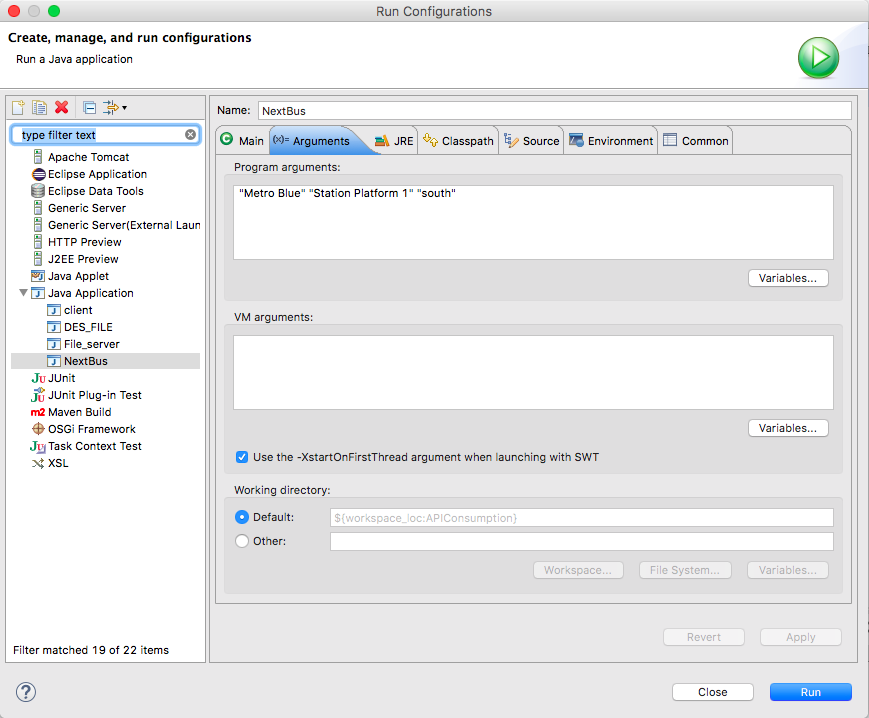 Run Configurations
Create, manage, and run configurations
Run a Java application
type filter text
Apache Tomcat
Eclipse Application
Eclipse Data Tools
Generic Server
Generic Server(External Laun
HTTP Preview
J2EE Preview
Java Applet
Java Application
client
DES_FILE
File_server
NextBus
JUnit
JUnit Plug-in Test
Maven Build
OSGi Framework
Task Context Test
XSL
Filter matched 19 of 22 items
Name: NextBus
Main (x)= Arguments JRE Classpath Source Environment Common
Program arguments:
"Metro Blue" "Station Platform 1" "south"
Variables...
VM arguments:
Variables...
Use the -XstartOnFirstThread argument when launching with SWT
Working directory:
Default: ${workspace_loc:APIConsumption}
Other:
Workspace... File System... Variables...
Revert Apply
? Close Run